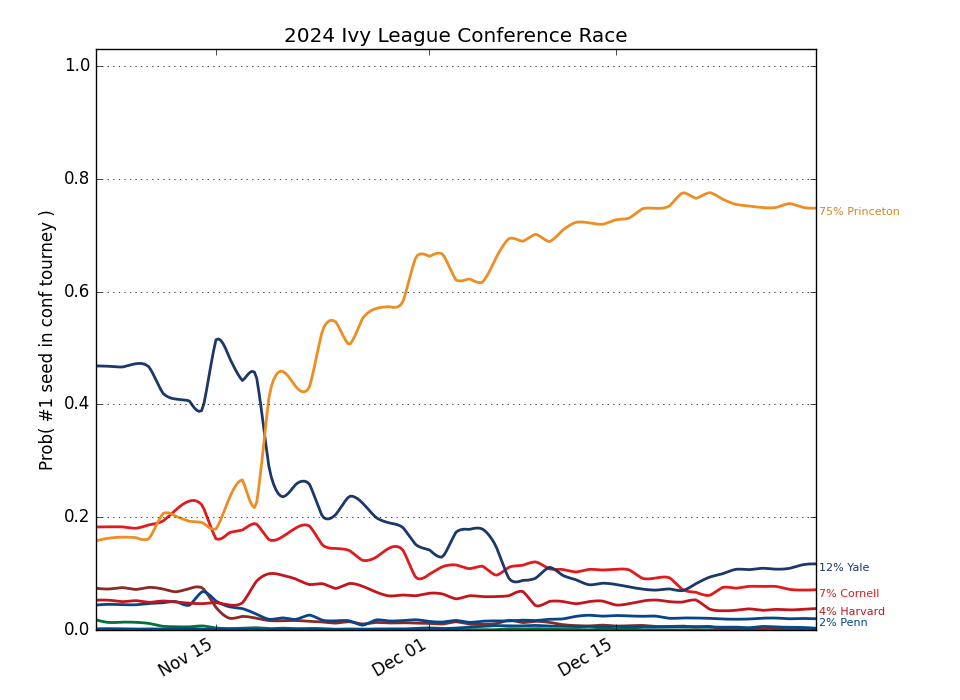 2024 Ivy League Conference Race
Prob( #1 seed in conf tourney )
1.0
0.8
0.6
0.4
0.2
0.0
Nov 15
Dec 01
Dec 15
75% Princeton
12% Yale
7% Cornell
4% Harvard
2% Penn